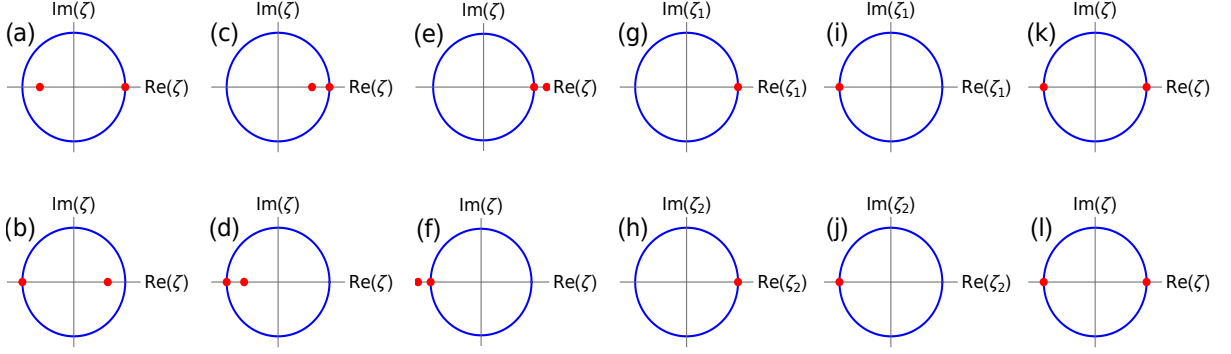 Im(ζ) Im(ζ) Im(ζ) Im(ζ₁) Im(ζ₁) Im(ζ)
(a) (c) (e) (g) (i) (k)
Re(ζ) Re(ζ) Re(ζ) Re(ζ₁) Re(ζ₁) Re(ζ)
Im(ζ) Im(ζ) Im(ζ) Im(ζ₂) Im(ζ₂) Im(ζ)
(b) (d) (f) (h) (j) (l)
Re(ζ) Re(ζ) Re(ζ) Re(ζ₂) Re(ζ₂) Re(ζ)